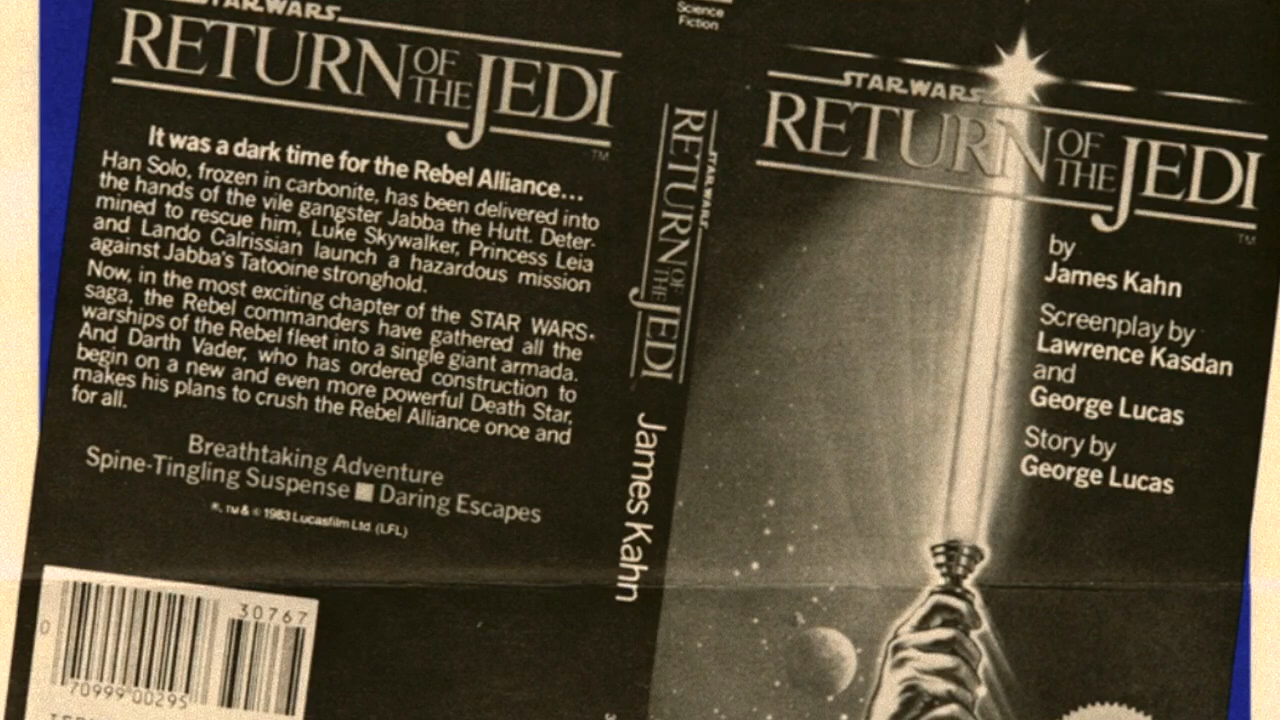 STAR WARS
RETURN OF THE JEDI
TM
It was a dark time for the Rebel Alliance...
Han Solo, frozen in carbonite, has been delivered into
the hands of the vile gangster Jabba the Hutt. Deter-
mined to rescue him, Luke Skywalker, Princess Leia
and Lando Calrissian launch a hazardous mission
against Jabba's Tatooine stronghold.
Now, in the most exciting chapter of the STAR WARS
saga, the Rebel commanders have gathered all the
warships of the Rebel fleet into a single giant armada.
And Darth Vader, who has ordered construction to
begin on a new and even more powerful Death Star,
makes his plans to crush the Rebel Alliance once and
for all.
Breathtaking Adventure
Spine-Tingling Suspense ■ Daring Escapes
®, TM & © 1983 Lucasfilm Ltd. (LFL)
30767
0
70999 00295
Science
Fiction
STAR WARS
RETURN OF THE JEDI
James Kahn
STAR WARS
RETURN OF THE JEDI
TM
by
James Kahn
Screenplay by
Lawrence Kasdan
and
George Lucas
Story by
George Lucas